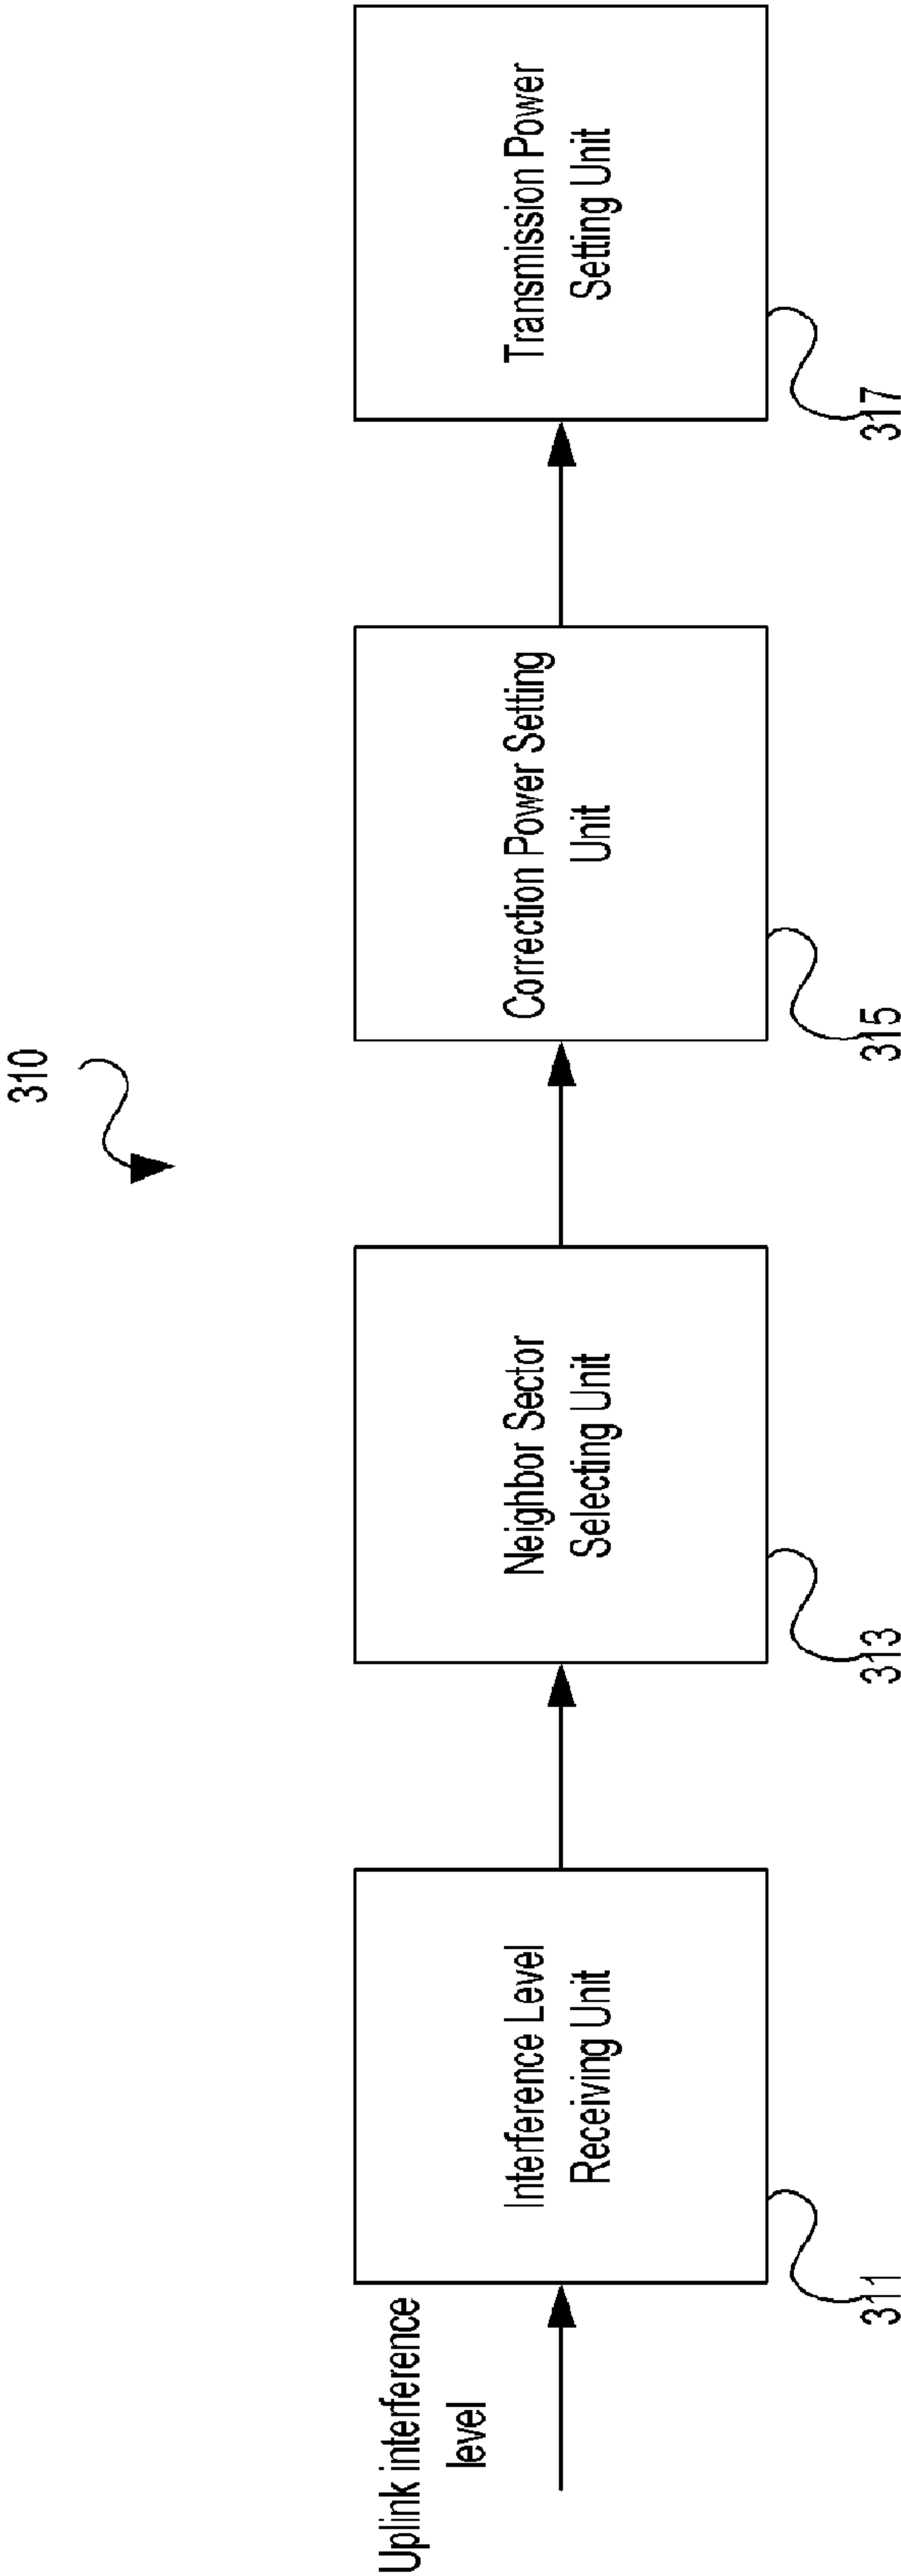 310
Uplink interference
level
Interference Level
Receiving Unit
311
Neighbor Sector
Selecting Unit
313
Correction Power Setting
Unit
315
Transmission Power
Setting Unit
317